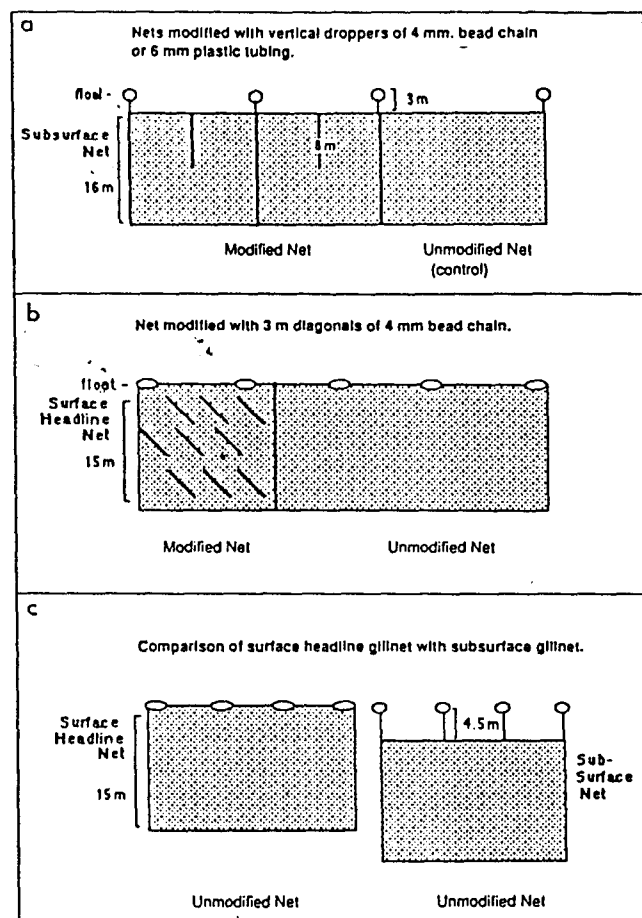 a
Nets modified with vertical droppers of 4 mm. bead chain
or 6 mm plastic tubing.
float -
3 m
Subsurface
Net
16 m
8 m
Modified Net
Unmodified Net
(control)
b
Net modified with 3 m diagonals of 4 mm bead chain.
float -
Surface
Headline
Net
15 m
Modified Net
Unmodified Net
c
Comparison of surface headline gillnet with subsurface gillnet.
Surface
Headline
Net
15 m
4.5 m
Sub-
Surface
Net
Unmodified Net
Unmodified Net